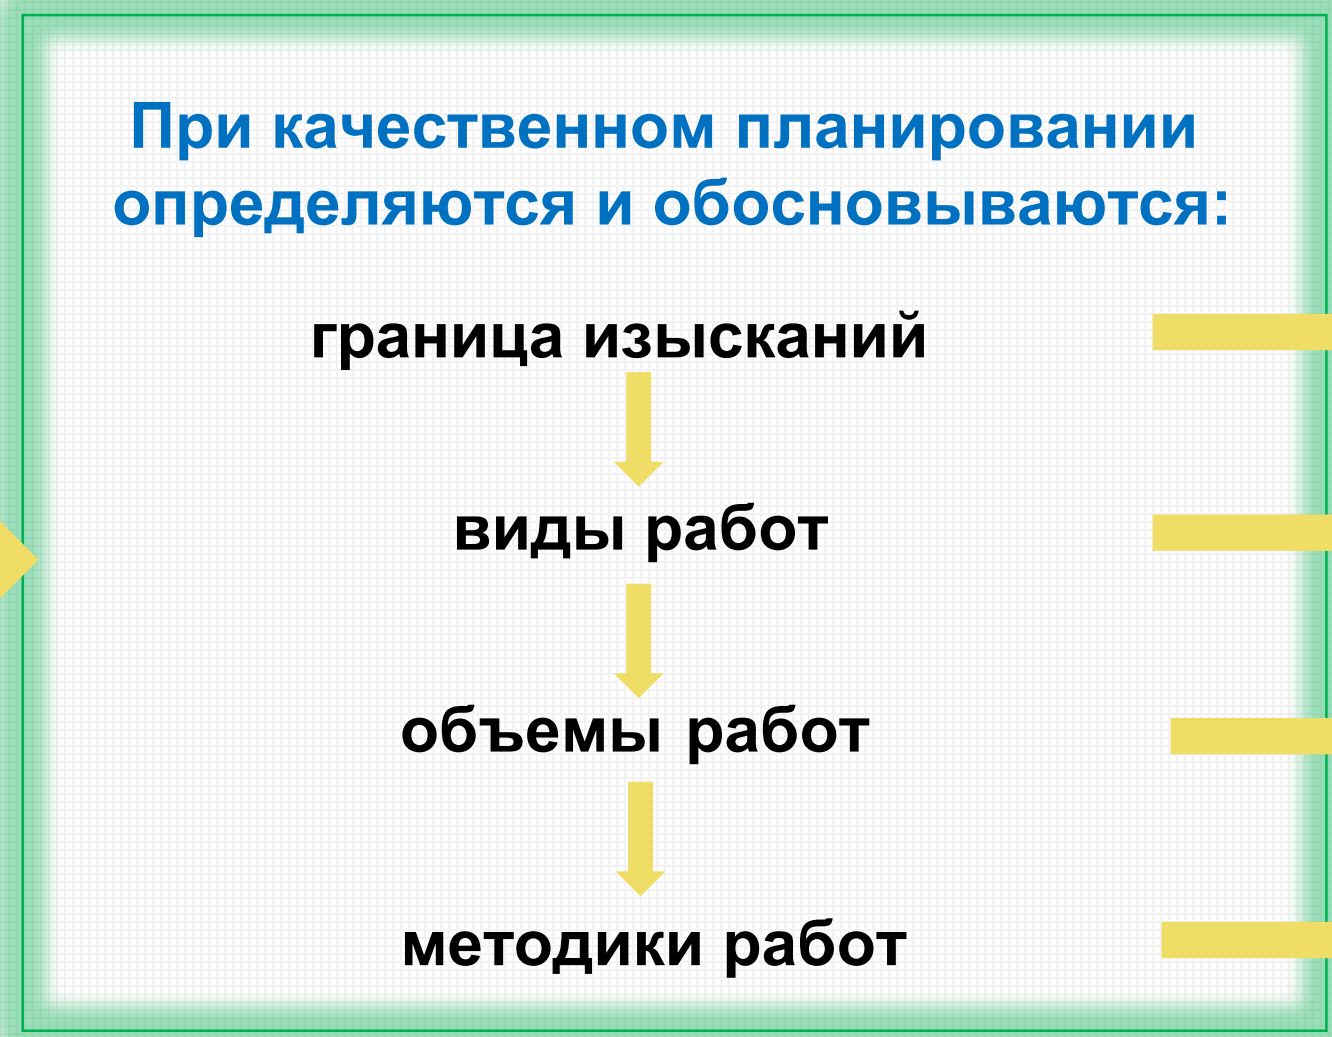 При качественном планировании
определяются и обосновываются:
граница изысканий
виды работ
объемы работ
методики работ